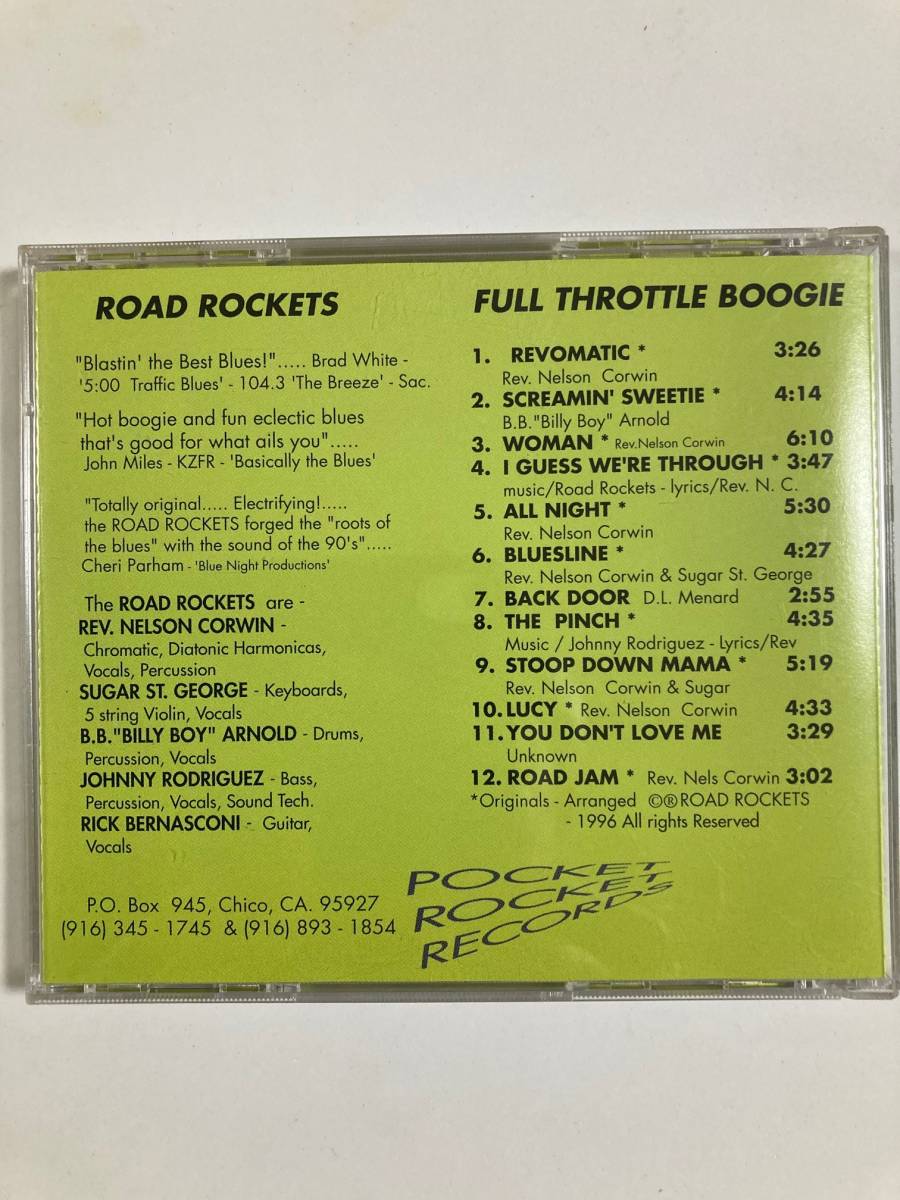 ROAD ROCKETS
"Blastin' the Best Blues!"..... Brad White -
'5:00 Traffic Blues' - 104.3 'The Breeze' - Sac.
"Hot boogie and fun eclectic blues
that's good for what ails you".....
John Miles - KZFR - 'Basically the Blues'
"Totally original..... Electrifying!.....
the ROAD ROCKETS forged the "roots of
the blues" with the sound of the 90's".....
Cheri Parham - 'Blue Night Productions'
The ROAD ROCKETS are -
REV. NELSON CORWIN -
Chromatic, Diatonic Harmonicas,
Vocals, Percussion
SUGAR ST. GEORGE - Keyboards,
5 string Violin, Vocals
B.B."BILLY BOY" ARNOLD - Drums,
Percussion, Vocals
JOHNNY RODRIGUEZ - Bass,
Percussion, Vocals, Sound Tech.
RICK BERNASCONI - Guitar,
Vocals
P.O. Box 945, Chico, CA. 95927
(916) 345 - 1745 & (916) 893 - 1854
FULL THROTTLE BOOGIE
1. REVOMATIC * 3:26
Rev. Nelson Corwin
2. SCREAMIN' SWEETIE * 4:14
B.B."Billy Boy" Arnold
3. WOMAN * Rev.Nelson Corwin 6:10
4. I GUESS WE'RE THROUGH * 3:47
music/Road Rockets - lyrics/Rev. N. C.
5. ALL NIGHT * 5:30
Rev. Nelson Corwin
6. BLUESLINE * 4:27
Rev. Nelson Corwin & Sugar St. George
7. BACK DOOR D.L. Menard 2:55
8. THE PINCH * 4:35
Music / Johnny Rodriguez - Lyrics/Rev
9. STOOP DOWN MAMA * 5:19
Rev. Nelson Corwin & Sugar
10. LUCY * Rev. Nelson Corwin 4:33
11. YOU DON'T LOVE ME 3:29
Unknown
12. ROAD JAM * Rev. Nels Corwin 3:02
*Originals - Arranged ©® ROAD ROCKETS
- 1996 All rights Reserved
POCKET
ROCKET
RECORDS